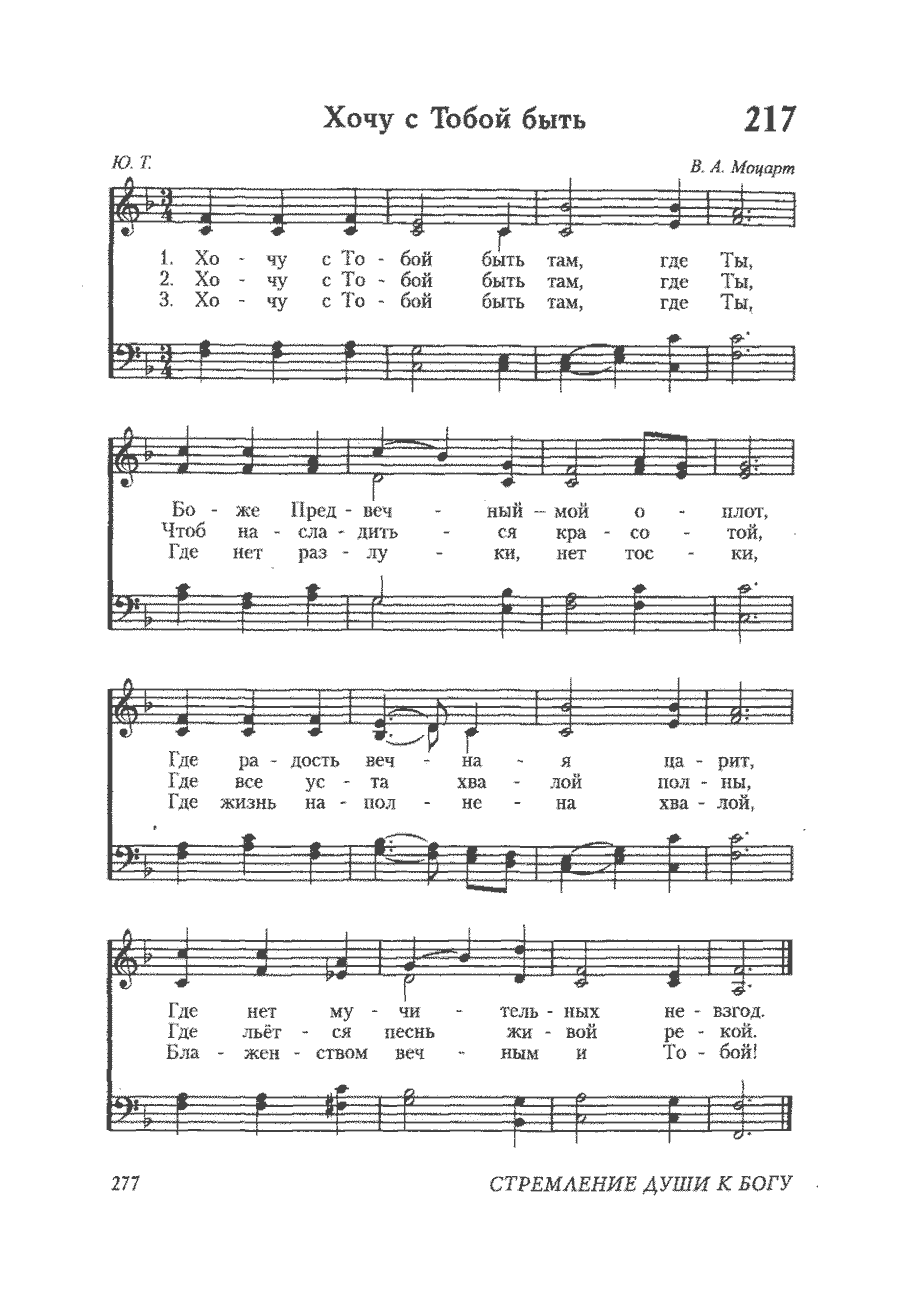 Хочу с Тобой быть 217
Ю. Т. В. А. Моцарт
1. Хо - чу с То - бой быть там, где Ты,
2. Хо - чу с То - бой быть там, где Ты,
3. Хо - чу с То - бой быть там, где Ты,
Бо - же Пред - веч - ный – мой о - плот,
Чтоб на - сла - дить - ся кра - со - той,
Где нет раз - лу - ки, нет тос - ки,
Где ра - дость веч - на - я ца - рит,
Где все ус - та хва - лой пол - ны,
Где жизнь на - пол - не - на хва - лой,
Где нет му - чи - тель - ных не - взгод.
Где льёт - ся песнь жи - вой ре - кой.
Бла - жен - ством веч - ным и То - бой!
277 СТРЕМЛЕНИЕ ДУШИ К БОГУ